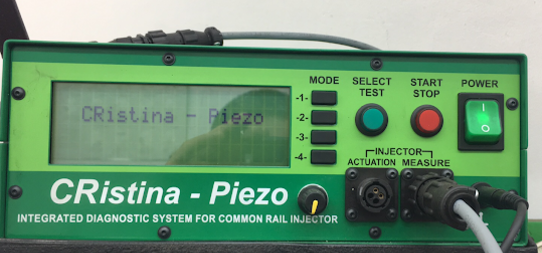 CRistina - Piezo
MODE
-1-
-2-
-3-
-4-
SELECT
TEST
START
STOP
POWER
I
O
INJECTOR
ACTUATION MEASURE
CRistina - Piezo
INTEGRATED DIAGNOSTIC SYSTEM FOR COMMON RAIL INJECTOR